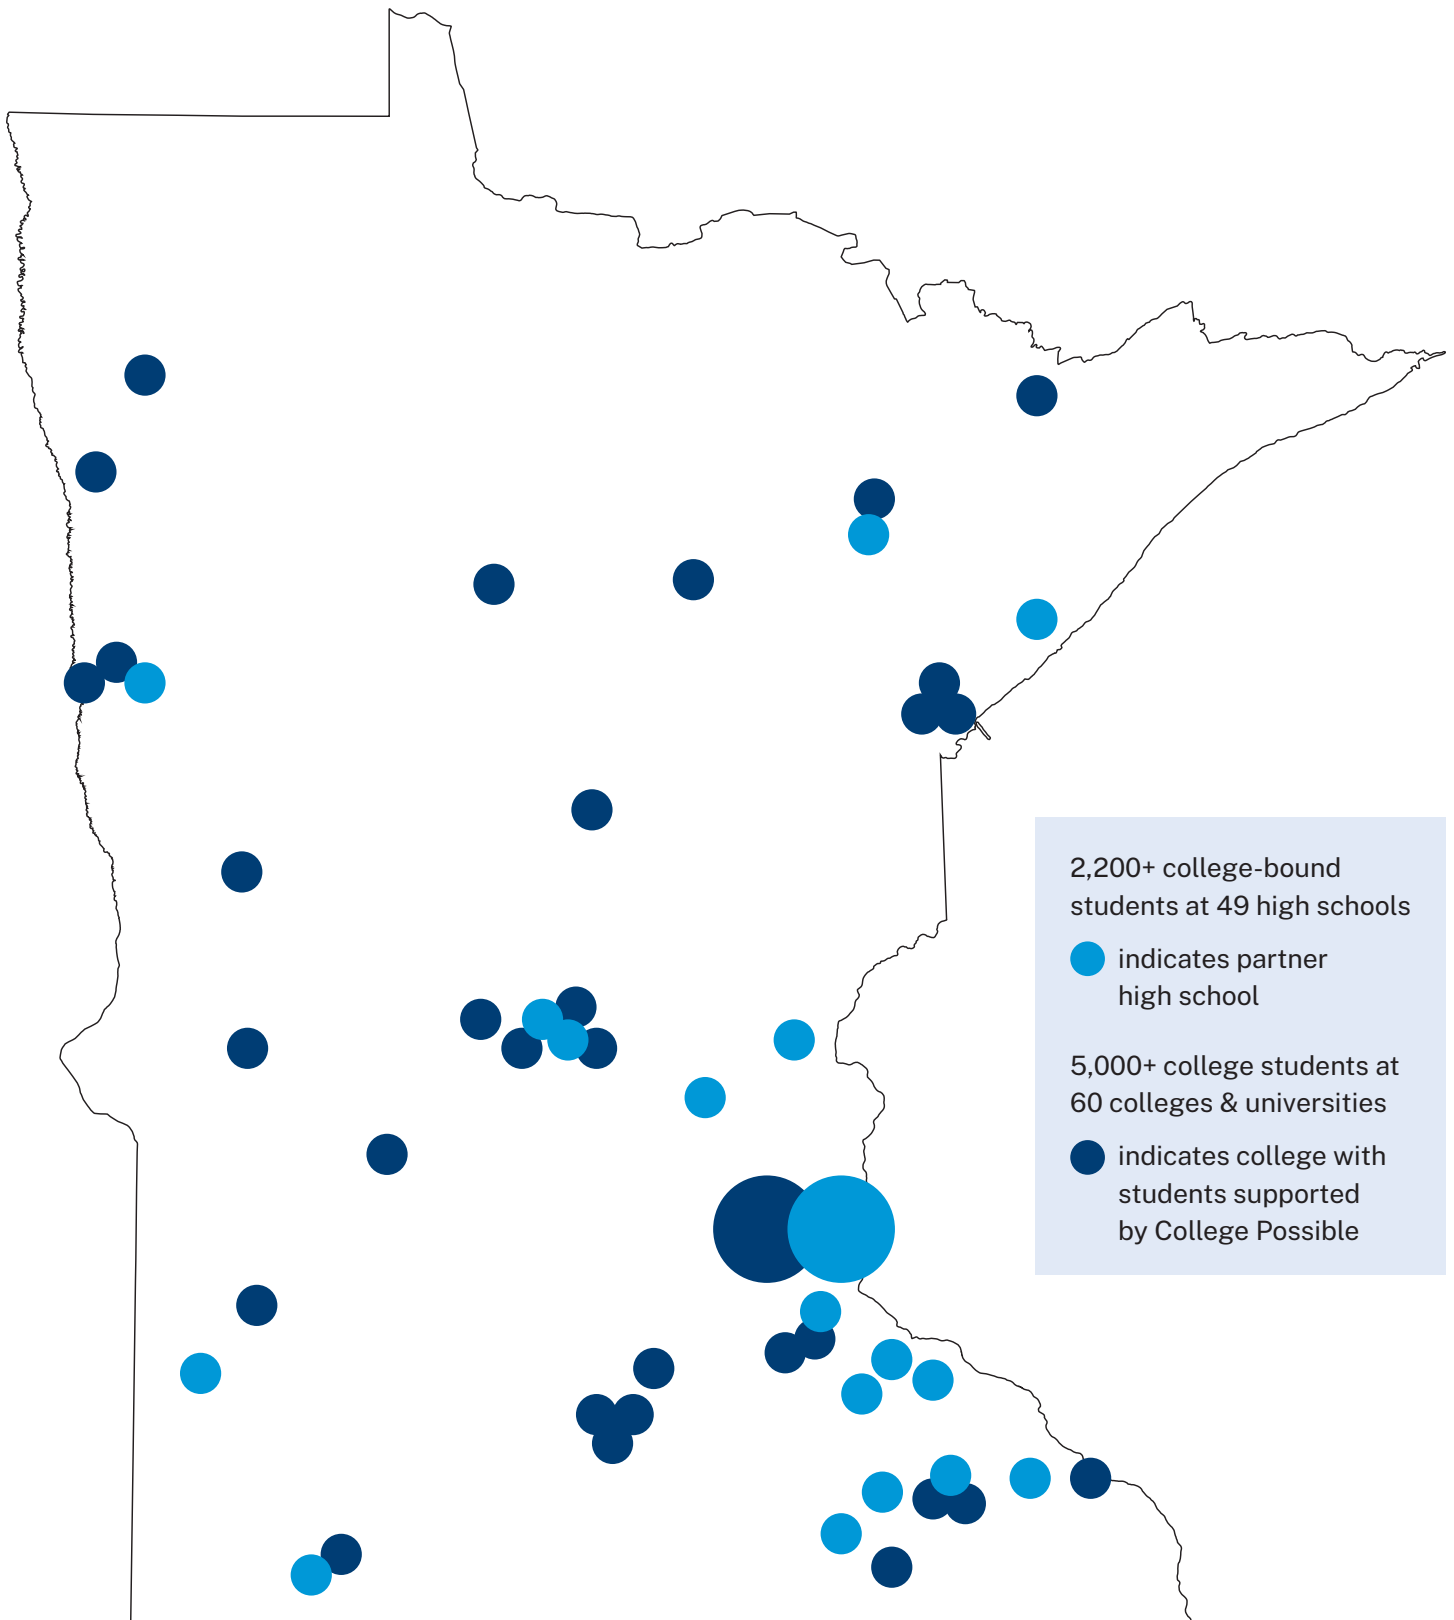 2,200+ college-bound
students at 49 high schools
indicates partner
high school
5,000+ college students at
60 colleges & universities
indicates college with
students supported
by College Possible